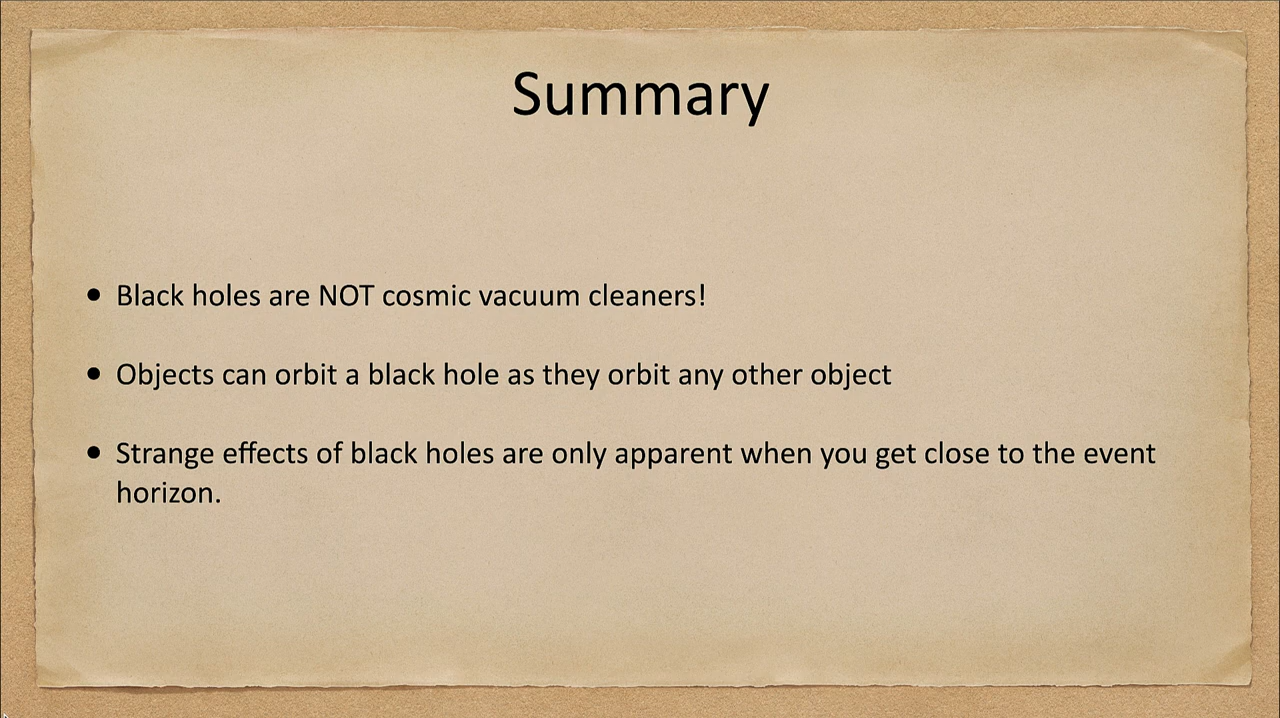 Summary
• Black holes are NOT cosmic vacuum cleaners!
• Objects can orbit a black hole as they orbit any other object
• Strange effects of black holes are only apparent when you get close to the event
horizon.